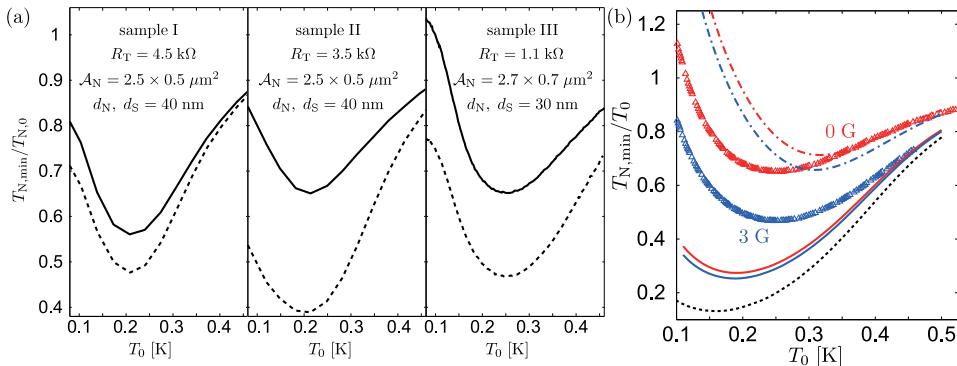 (a)
sample I
R_T = 4.5 kΩ
𝒜_N = 2.5 × 0.5 μm²
d_N, d_S = 40 nm
sample II
R_T = 3.5 kΩ
𝒜_N = 2.5 × 0.5 μm²
d_N, d_S = 40 nm
sample III
R_T = 1.1 kΩ
𝒜_N = 2.7 × 0.7 μm²
d_N, d_S = 30 nm
T_N,min/T_N,0
1
0.9
0.8
0.7
0.6
0.5
0.4
0.1 0.2 0.3 0.4
0.1 0.2 0.3 0.4
0.1 0.2 0.3 0.4
T_0 [K]
T_0 [K]
T_0 [K]
(b)
T_N,min/T_0
1.2
1
0.8
0.6
0.4
0.2
0 G
3 G
0.1 0.2 0.3 0.4 0.5
T_0 [K]